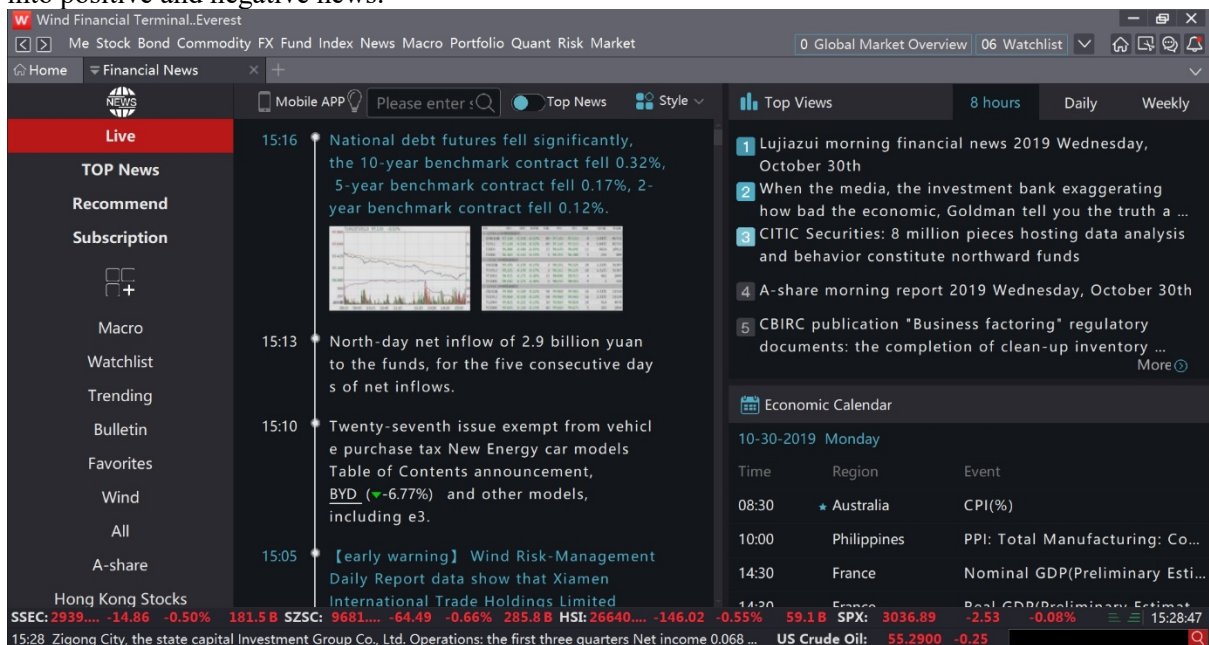 into positive and negative news.
W Wind Financial Terminal..Everest
Me Stock Bond Commodity FX Fund Index News Macro Portfolio Quant Risk Market
0 Global Market Overview 06 Watchlist
Home Financial News
NEWS
Live
TOP News
Recommend
Subscription
Macro
Watchlist
Trending
Bulletin
Favorites
Wind
All
A-share
Hong Kong Stocks
Mobile APP Please enter s Top News Style
15:16 National debt futures fell significantly,
the 10-year benchmark contract fell 0.32%,
5-year benchmark contract fell 0.17%, 2-
year benchmark contract fell 0.12%.
15:13 North-day net inflow of 2.9 billion yuan
to the funds, for the five consecutive day
s of net inflows.
15:10 Twenty-seventh issue exempt from vehicl
e purchase tax New Energy car models
Table of Contents announcement,
BYD (▼-6.77%) and other models,
including e3.
15:05 【early warning】 Wind Risk-Management
Daily Report data show that Xiamen
International Trade Holdings Limited
Top Views 8 hours Daily Weekly
1 Lujiazui morning financial news 2019 Wednesday,
October 30th
2 When the media, the investment bank exaggerating
how bad the economic, Goldman tell you the truth a ...
3 CITIC Securities: 8 million pieces hosting data analysis
and behavior constitute northward funds
4 A-share morning report 2019 Wednesday, October 30th
5 CBIRC publication "Business factoring" regulatory
documents: the completion of clean-up inventory ...
More
Economic Calendar
10-30-2019 Monday
Time Region Event
08:30 Australia CPI(%)
10:00 Philippines PPI: Total Manufacturing: Co...
14:30 France Nominal GDP(Preliminary Esti...
14:30 France Real GDP(Preliminary Estimat...
SSEC: 2939.... -14.86 -0.50% 181.5 B SZSC: 9681.... -64.49 -0.66% 285.8 B HSI: 26640.... -146.02 -0.55% 59.1 B SPX: 3036.89 -2.53 -0.08% 15:28:47
15:28 Zigong City, the state capital Investment Group Co., Ltd. Operations: the first three quarters Net income 0.068 ... US Crude Oil: 55.2900 -0.25